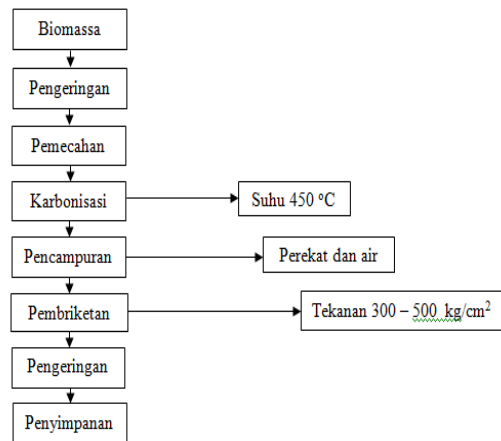 Biomassa
Pengeringan
Pemecahan
Karbonisasi
Suhu 450 °C
Pencampuran
Perekat dan air
Pembriketan
Tekanan 300 – 500 kg/cm²
Pengeringan
Penyimpanan